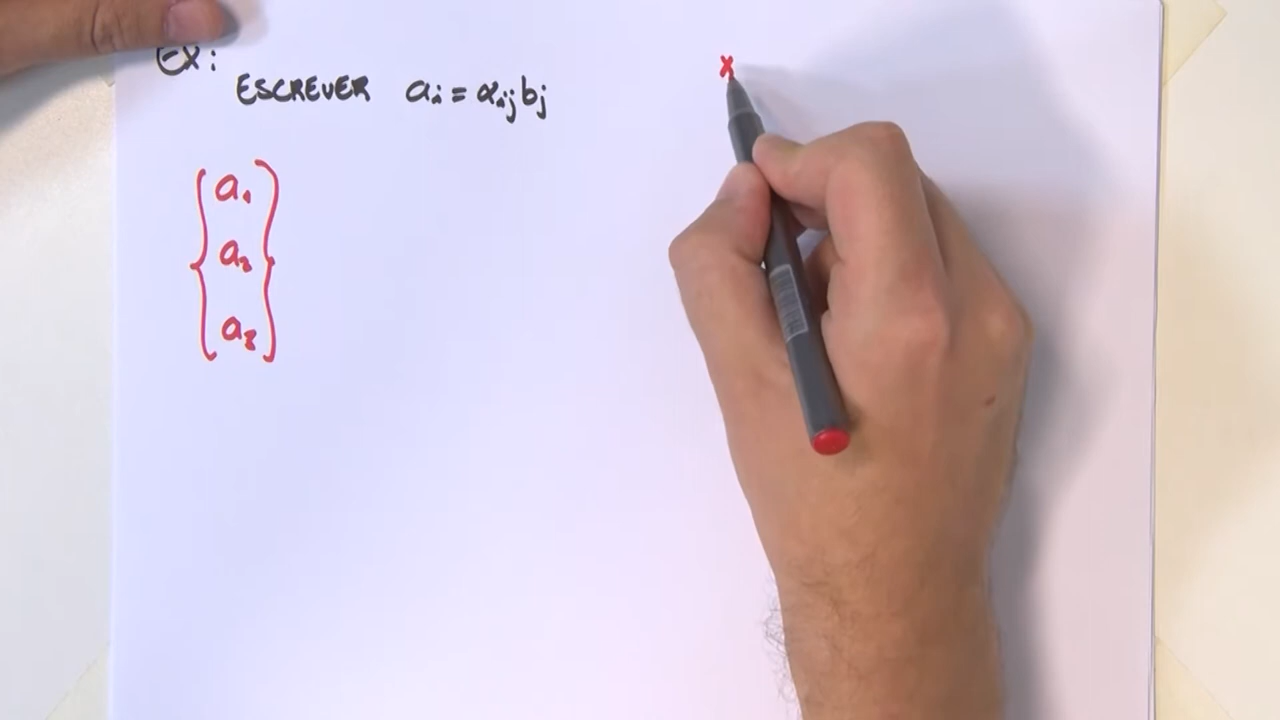 Ex:
ESCREVER aᵢ = αᵢⱼ bⱼ
x
a₁
a₂
a₃